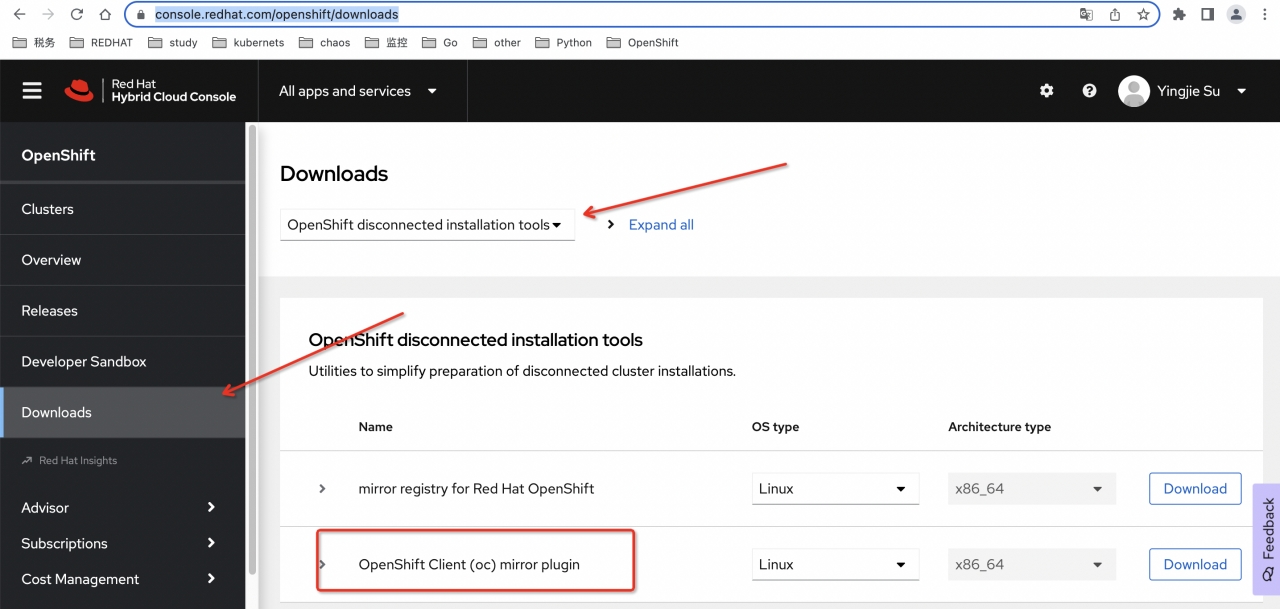 console.redhat.com/openshift/downloads
税务 REDHAT study kubernets chaos 监控 Go other Python OpenShift
Red Hat
Hybrid Cloud Console
All apps and services
Yingjie Su
OpenShift
Clusters
Overview
Releases
Developer Sandbox
Downloads
Red Hat Insights
Advisor
Subscriptions
Cost Management
Downloads
OpenShift disconnected installation tools
Expand all
OpenShift disconnected installation tools
Utilities to simplify preparation of disconnected cluster installations.
Name OS type Architecture type
mirror registry for Red Hat OpenShift Linux x86_64 Download
OpenShift Client (oc) mirror plugin Linux x86_64 Download
Feedback